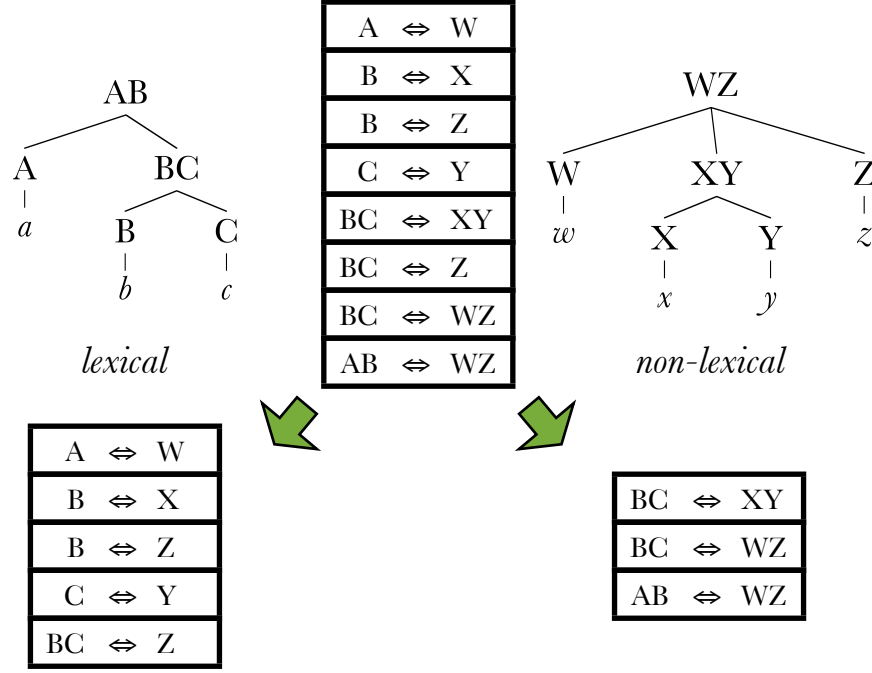 AB
A BC
a B C
b c
lexical
A ⇔ W
B ⇔ X
B ⇔ Z
C ⇔ Y
BC ⇔ XY
BC ⇔ Z
BC ⇔ WZ
AB ⇔ WZ
WZ
W XY Z
w X Y z
x y
non-lexical
A ⇔ W
B ⇔ X
B ⇔ Z
C ⇔ Y
BC ⇔ Z
BC ⇔ XY
BC ⇔ WZ
AB ⇔ WZ